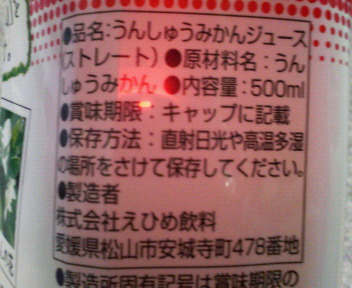 ●品名:うんしゅうみかんジュース
(ストレート)●原材料名:うん
しゅうみかん●内容量:500ml
●賞味期限:キャップに記載
●保存方法:直射日光や高温多湿
の場所をさけて保存してください。
●製造者
株式会社えひめ飲料
愛媛県松山市安城寺町478番地
●製造所固有記号は賞味期限の